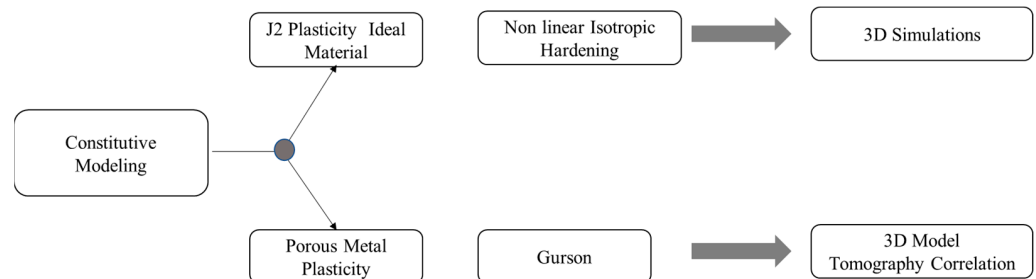 J2 Plasticity Ideal
Material
Non linear Isotropic
Hardening
3D Simulations
Constitutive
Modeling
Porous Metal
Plasticity
Gurson
3D Model
Tomography Correlation